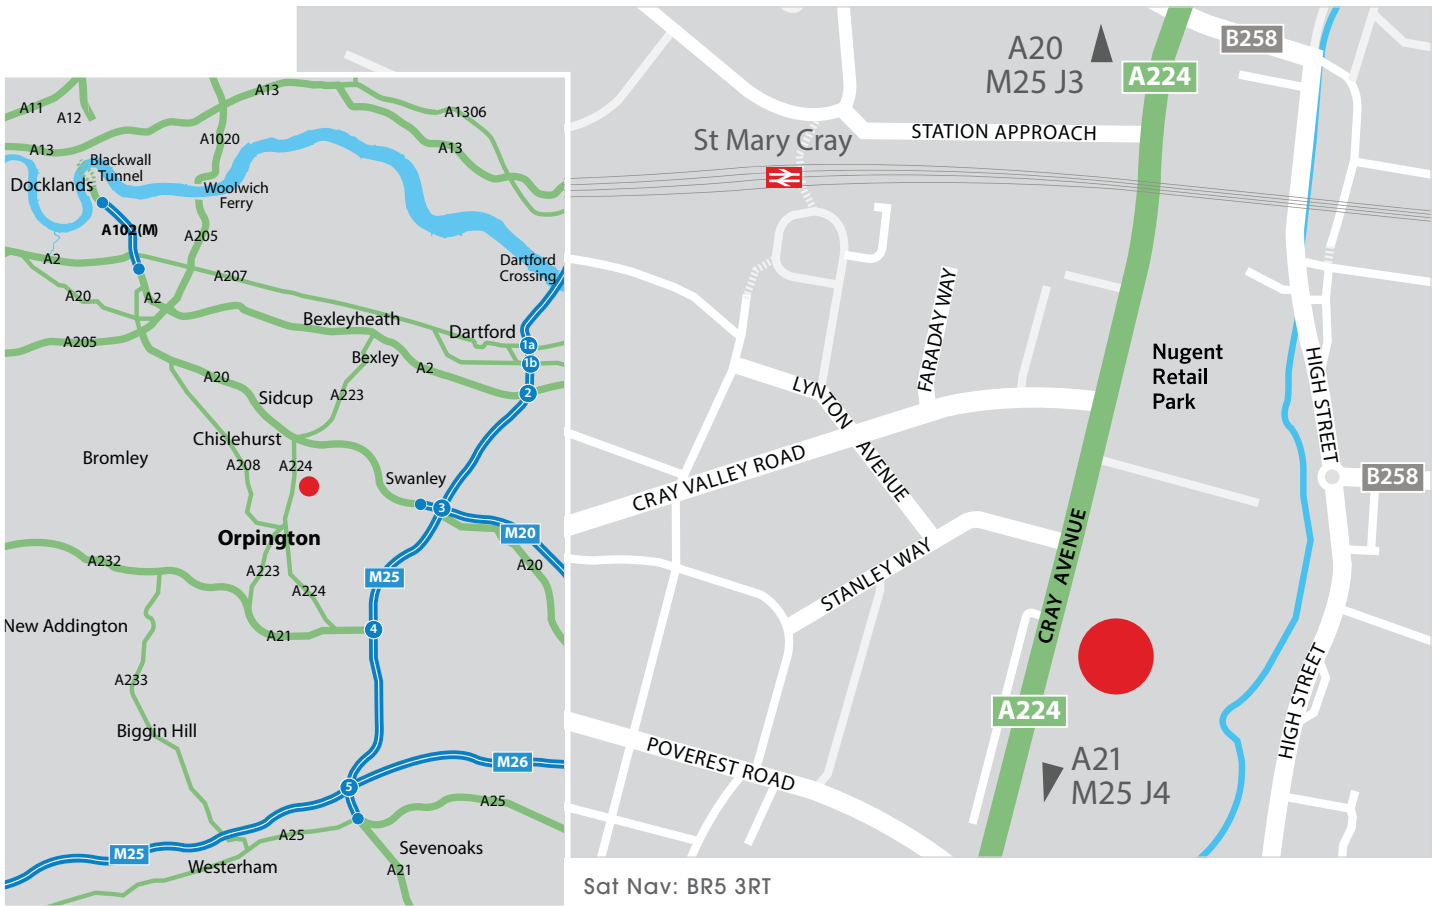 A20
M25 J3
A224
B258
St Mary Cray
STATION APPROACH
FARADAY WAY
Nugent
Retail
Park
LYNTON AVENUE
HIGH STREET
CRAY VALLEY ROAD
B258
STANLEY WAY
CRAY AVENUE
HIGH STREET
A224
POVEREST ROAD
A21
M25 J4
Sat Nav: BR5 3RT
A11
A12
A13
A1306
A13
A1020
A13
Blackwall
Tunnel
Docklands
Woolwich
Ferry
A102(M)
A205
A2
A207
Dartford
Crossing
A20
A2
Bexleyheath
Dartford
A205
1a
Bexley
1b
A2
A20
2
Sidcup
A223
Chislehurst
Bromley
A208
A224
Swanley
3
Orpington
M20
A232
A20
A223
M25
A224
New Addington
4
A21
A233
Biggin Hill
M26
5
A25
A25
M25
Sevenoaks
Westerham
A21